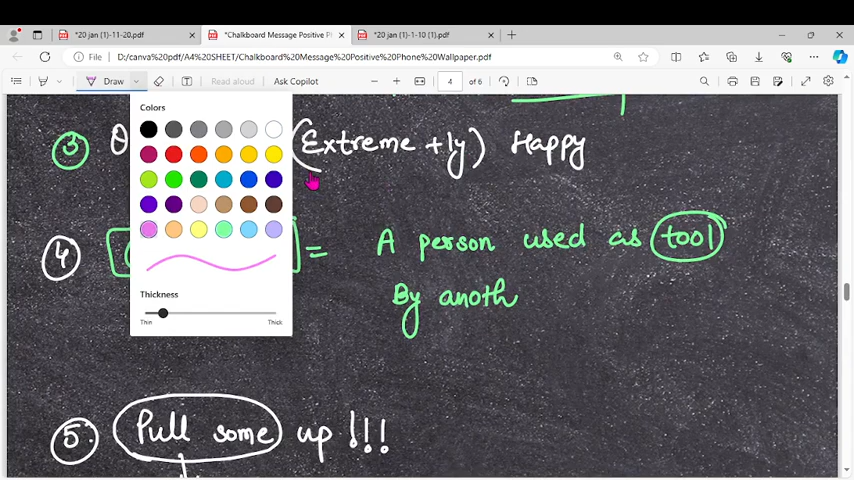 *20 jan (1)-11-20.pdf
*Chalkboard Message Positive Ph
*20 jan (1)-1-10 (1).pdf
File
D:/canva%20pdf/A4%20SHEET/Chalkboard%20Message%20Positive%20Phone%20Wallpaper.pdf
Draw
Read aloud
Ask Copilot
4
of 6
Colors
Thickness
Thin
Thick
3 (Extreme + ly) Happy
4 = A person used as tool
By anoth
5. Pull some up !!!